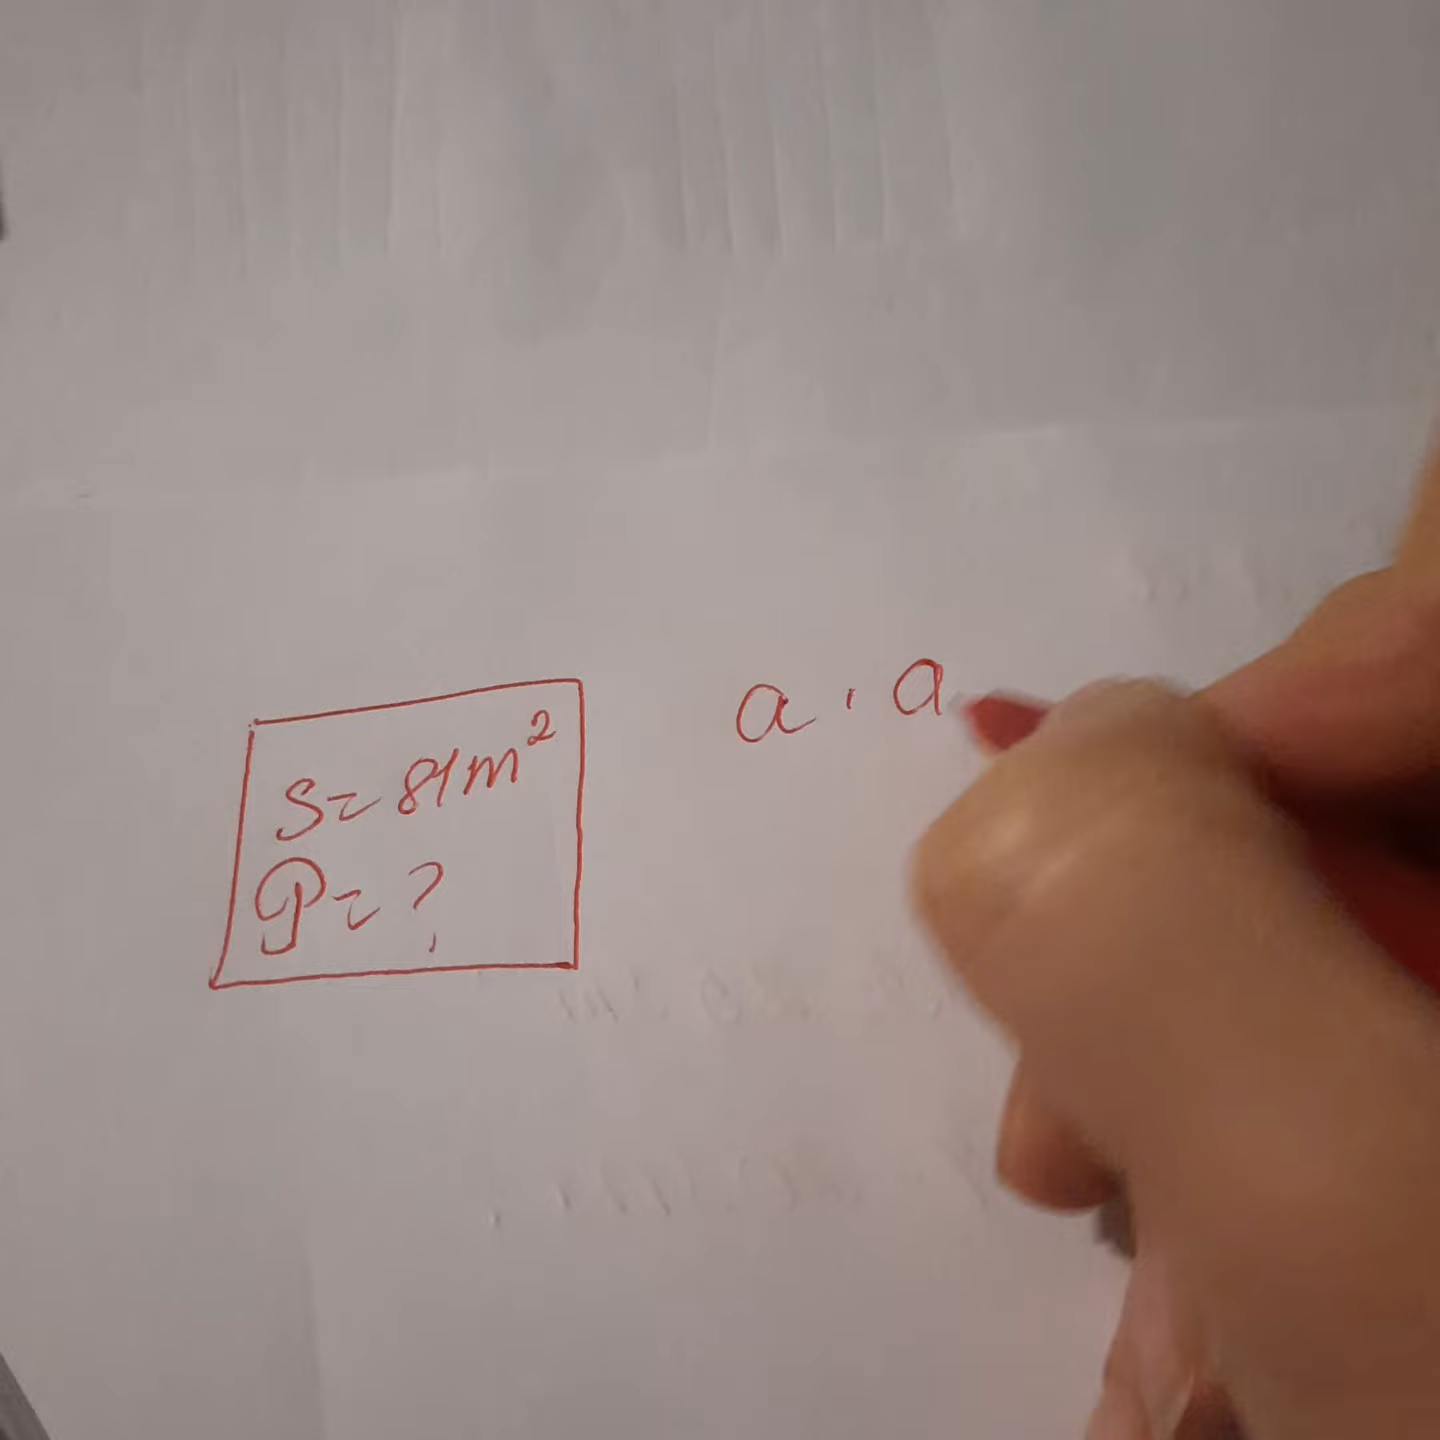 S = 81m²
P = ?
a · a